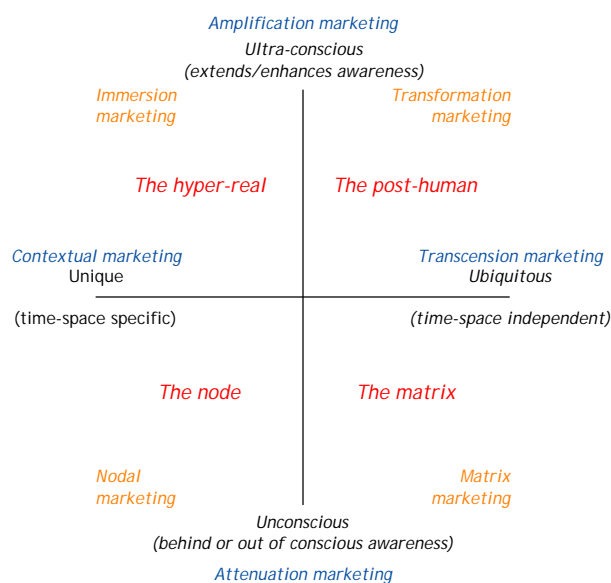 Amplification marketing
Ultra-conscious
(extends/enhances awareness)
Immersion
marketing
Transformation
marketing
The hyper-real
The post-human
Contextual marketing
Unique
Transcension marketing
Ubiquitous
(time-space specific)
(time-space independent)
The node
The matrix
Nodal
marketing
Matrix
marketing
Unconscious
(behind or out of conscious awareness)
Attenuation marketing